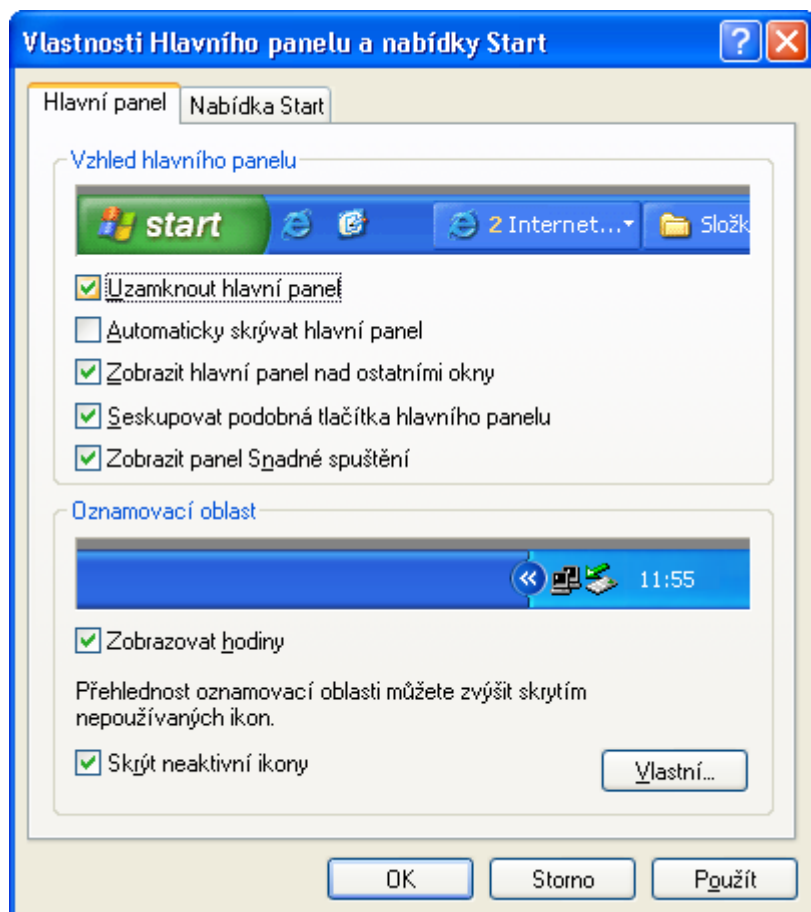 Vlastnosti Hlavního panelu a nabídky Start
Hlavní panel
Nabídka Start
Vzhled hlavního panelu
start
2 Internet...
Složk
Uzamknout hlavní panel
Automaticky skrývat hlavní panel
Zobrazit hlavní panel nad ostatními okny
Seskupovat podobná tlačítka hlavního panelu
Zobrazit panel Snadné spuštění
Oznamovací oblast
11:55
Zobrazovat hodiny
Přehlednost oznamovací oblasti můžete zvýšit skrytím
nepoužívaných ikon.
Skrýt neaktivní ikony
Vlastní...
OK
Storno
Použít